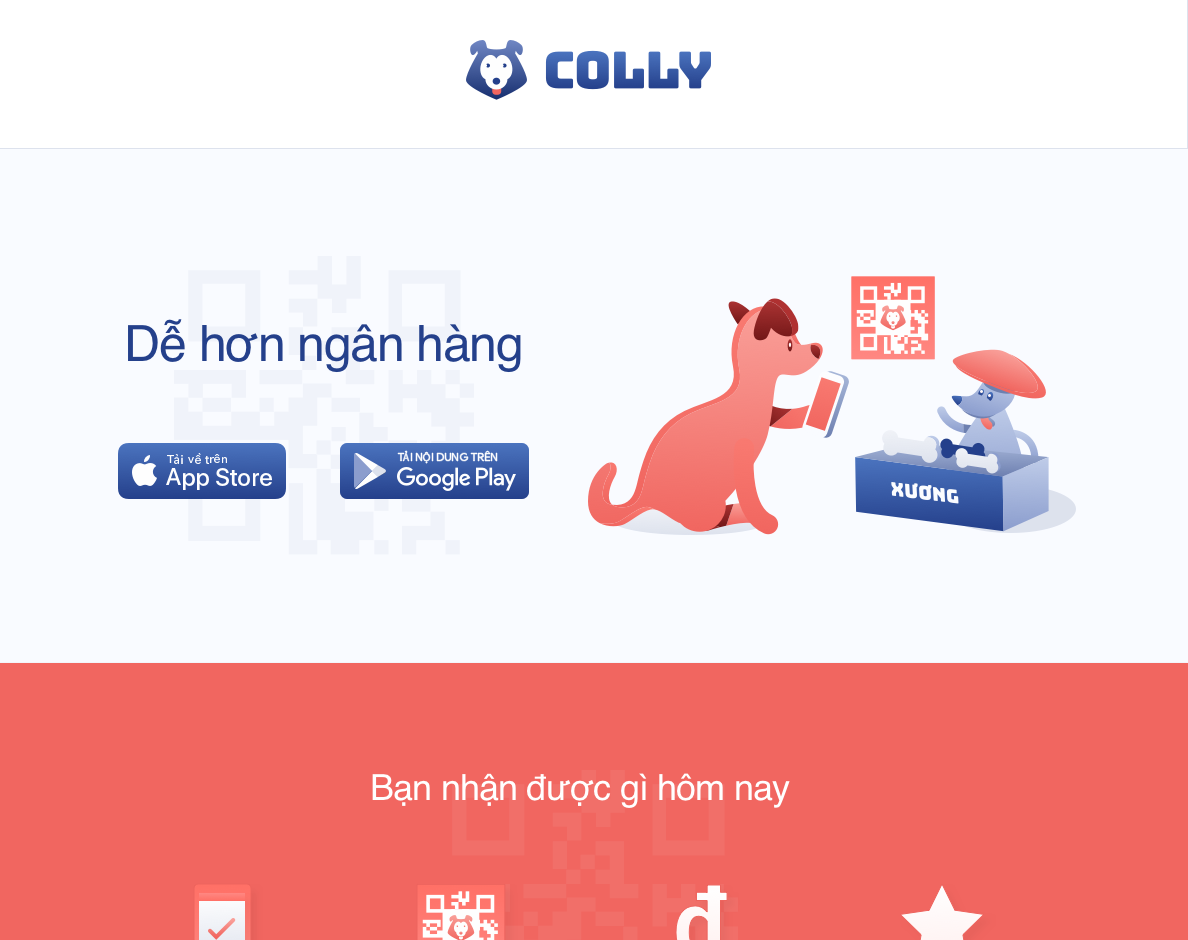 COLLY
Dễ hơn ngân hàng
Tải về trên
App Store
TẢI NỘI DUNG TRÊN
Google Play
XƯƠNG
Bạn nhận được gì hôm nay
đ